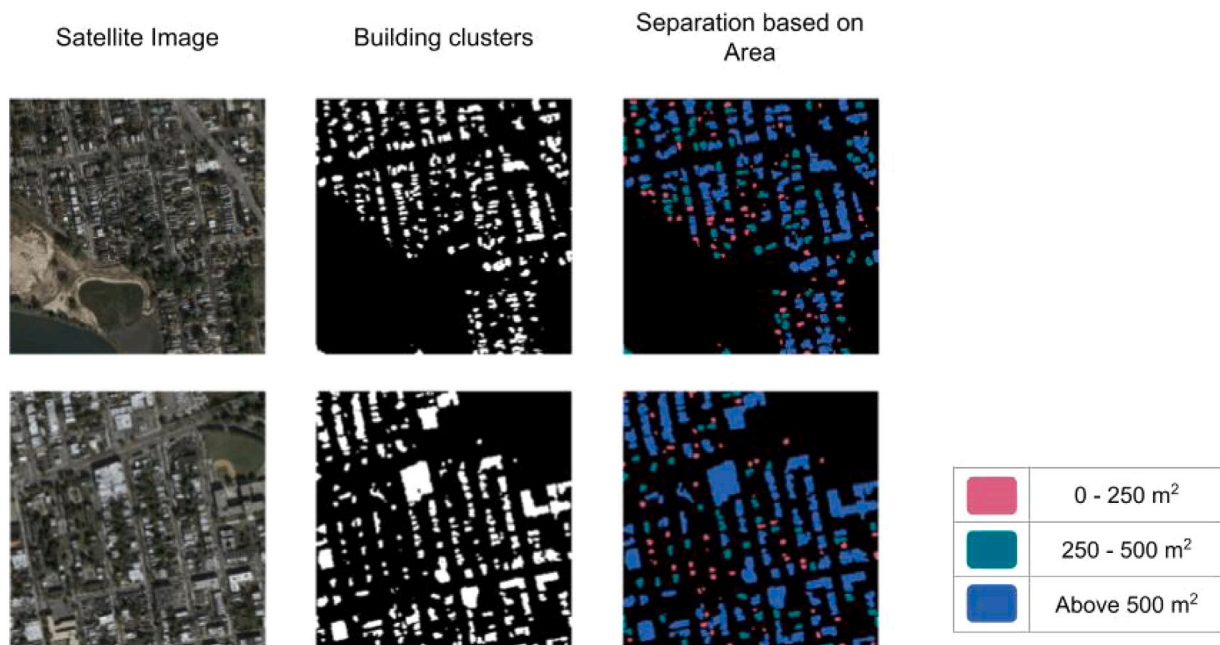 Satellite Image
Building clusters
Separation based on
Area
0 - 250 m²
250 - 500 m²
Above 500 m²